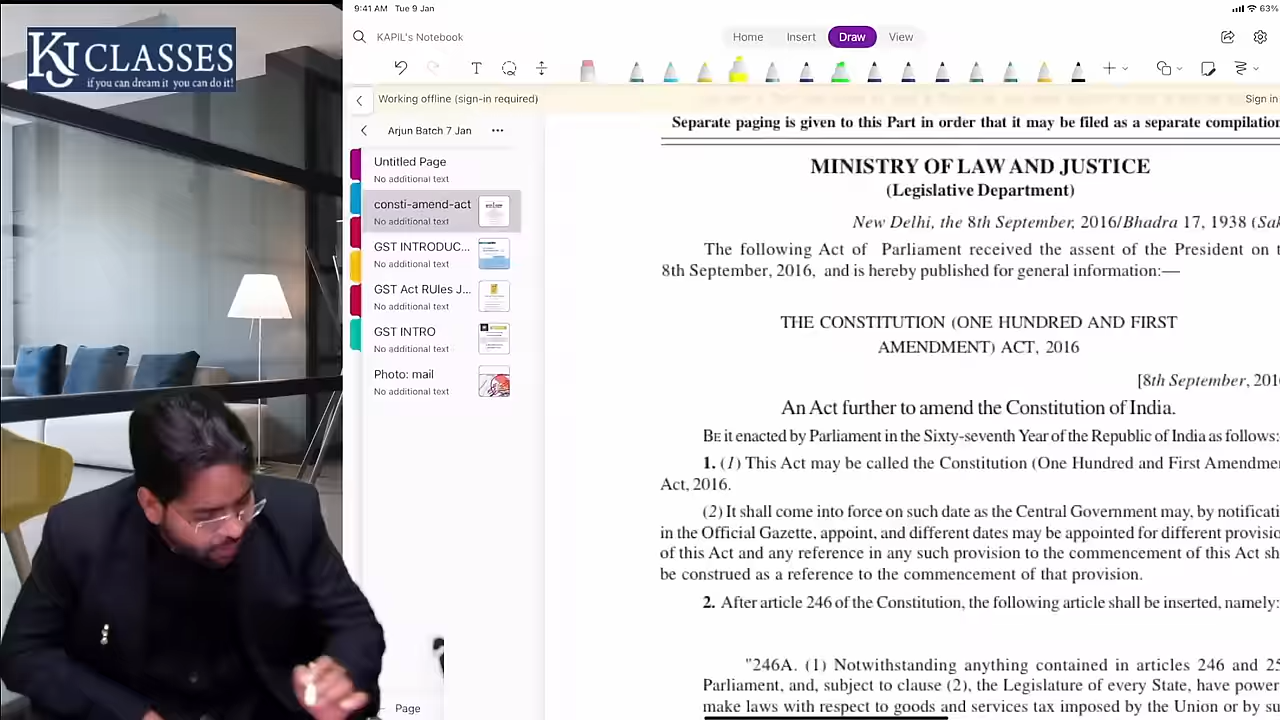 KJ CLASSES
if you can dream it you can do it!
9:41 AM Tue 9 Jan
63%
KAPIL's Notebook
Home Insert Draw View
Working offline (sign-in required)
Sign in
Arjun Batch 7 Jan
Untitled Page
No additional text
consti-amend-act
No additional text
GST INTRODUC...
No additional text
GST Act RUles J...
No additional text
GST INTRO
No additional text
Photo: mail
No additional text
Page
Separate paging is given to this Part in order that it may be filed as a separate compilation
MINISTRY OF LAW AND JUSTICE
(Legislative Department)
New Delhi, the 8th September, 2016/Bhadra 17, 1938 (Sak
The following Act of Parliament received the assent of the President on t
8th September, 2016, and is hereby published for general information:—
THE CONSTITUTION (ONE HUNDRED AND FIRST
AMENDMENT) ACT, 2016
[8th September, 2016
An Act further to amend the Constitution of India.
BE it enacted by Parliament in the Sixty-seventh Year of the Republic of India as follows:
1. (1) This Act may be called the Constitution (One Hundred and First Amendmen
Act, 2016.
(2) It shall come into force on such date as the Central Government may, by notificati
in the Official Gazette, appoint, and different dates may be appointed for different provisio
of this Act and any reference in any such provision to the commencement of this Act sha
be construed as a reference to the commencement of that provision.
2. After article 246 of the Constitution, the following article shall be inserted, namely:
"246A. (1) Notwithstanding anything contained in articles 246 and 25
Parliament, and, subject to clause (2), the Legislature of every State, have power
make laws with respect to goods and services tax imposed by the Union or by su